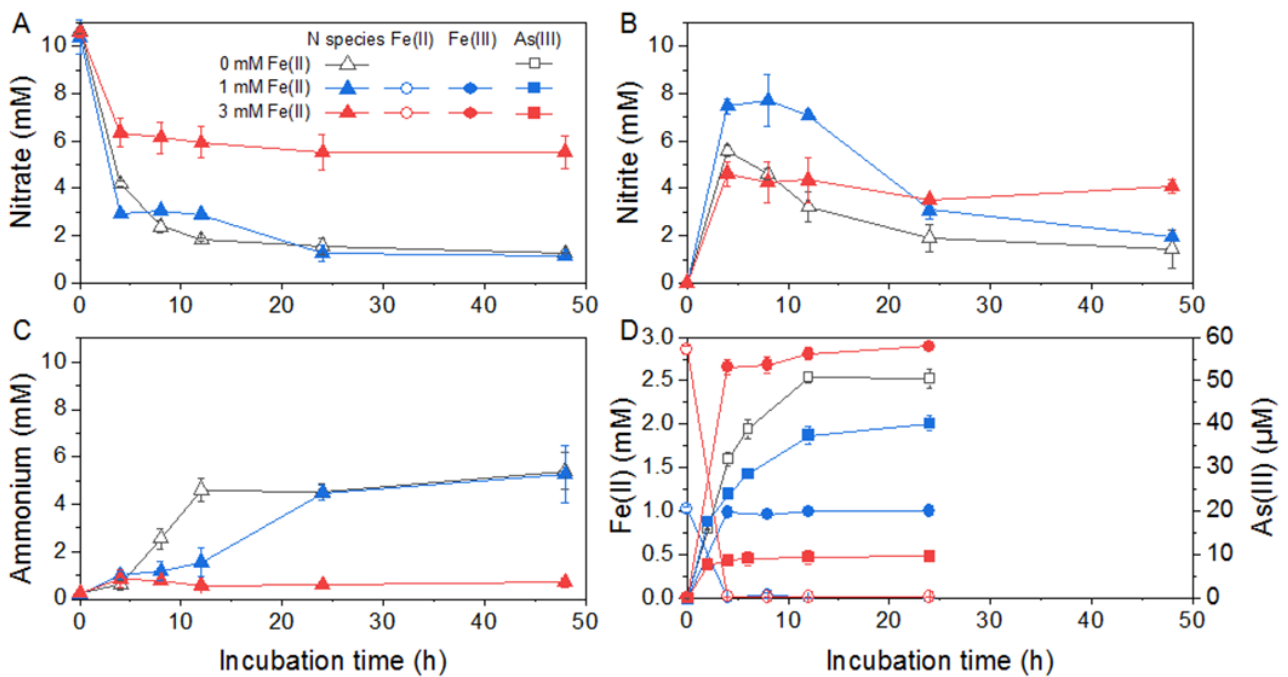 A
B
N species Fe(II) Fe(III) As(III)
0 mM Fe(II)
1 mM Fe(II)
3 mM Fe(II)
Nitrate (mM)
10
8
6
4
2
0
0 10 20 30 40 50
Nitrite (mM)
10
8
6
4
2
0
0 10 20 30 40 50
C
D
Ammonium (mM)
10
8
6
4
2
0
0 10 20 30 40 50
Incubation time (h)
Fe(II) (mM)
3.0
2.5
2.0
1.5
1.0
0.5
0.0
0 10 20 30 40 50
Incubation time (h)
60
50
40
30
20
10
0
As(III) (μM)